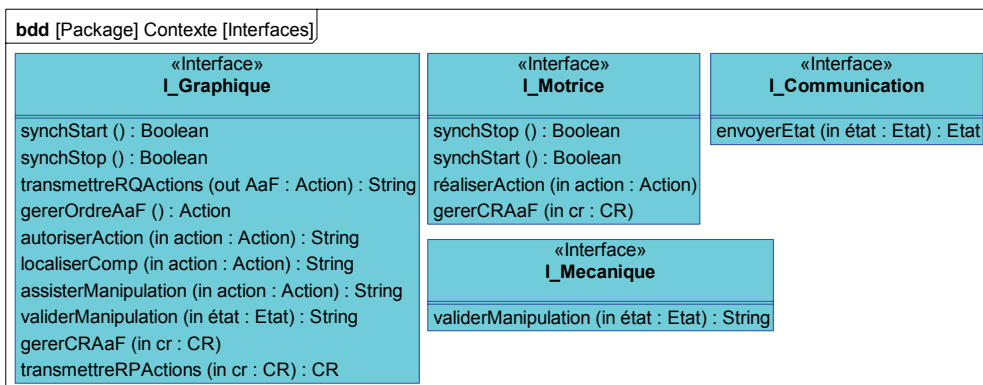 bdd [Package] Contexte [Interfaces]
«Interface»
I_Graphique
synchStart () : Boolean
synchStop () : Boolean
transmettreRQActions (out AaF : Action) : String
gererOrdreAaF () : Action
autoriserAction (in action : Action) : String
localiserComp (in action : Action) : String
assisterManipulation (in action : Action) : String
validerManipulation (in état : Etat) : String
gererCRAaF (in cr : CR)
transmettreRPActions (in cr : CR) : CR
«Interface»
I_Motrice
synchStop () : Boolean
synchStart () : Boolean
réaliserAction (in action : Action)
gererCRAaF (in cr : CR)
«Interface»
I_Communication
envoyerEtat (in état : Etat) : Etat
«Interface»
I_Mecanique
validerManipulation (in état : Etat) : String